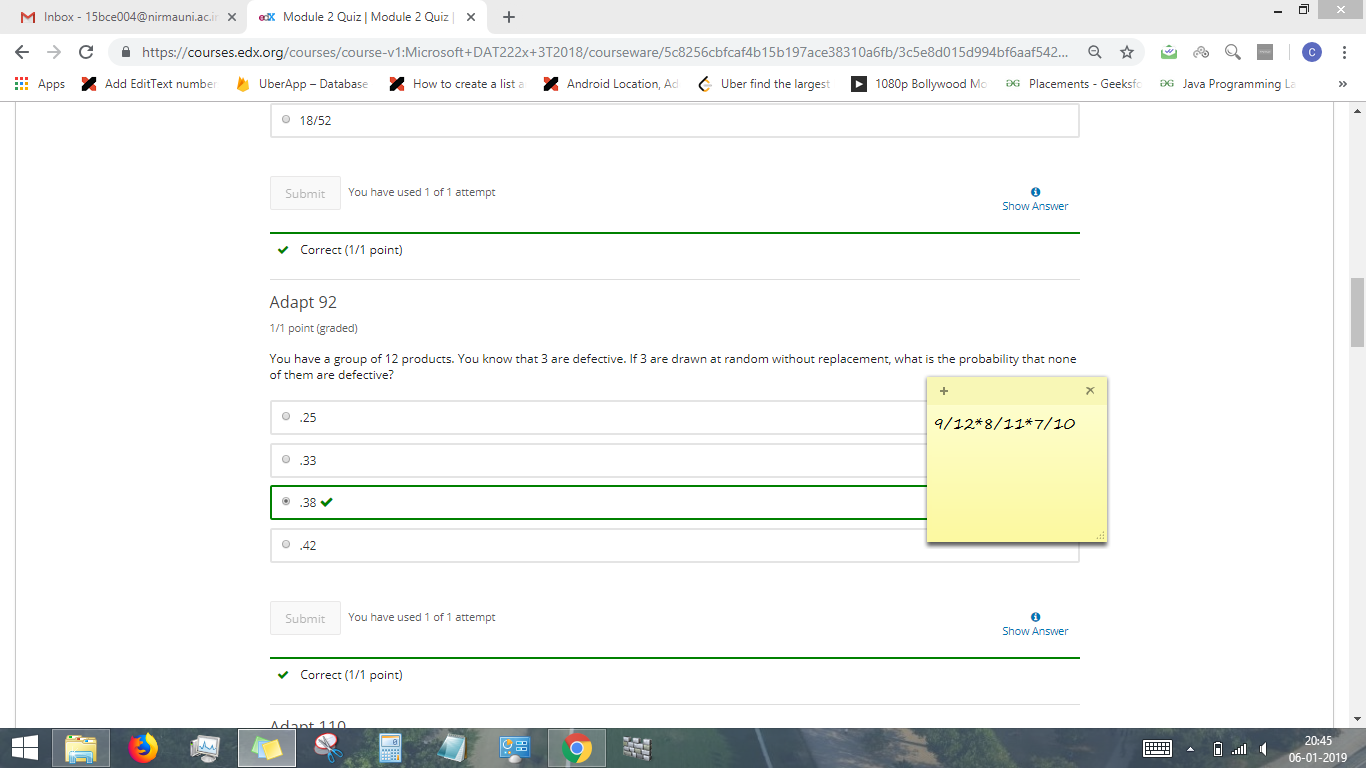 Inbox - 15bce004@nirmauni.ac.in
edX Module 2 Quiz | Module 2 Quiz |
https://courses.edx.org/courses/course-v1:Microsoft+DAT222x+3T2018/courseware/5c8256cbfcaf4b15b197ace38310a6fb/3c5e8d015d994bf6aaf542...
C
Apps Add EditText number UberApp – Database How to create a list a Android Location, Ad Uber find the largest 1080p Bollywood Mo Placements - Geeksfo Java Programming La »
18/52
Submit You have used 1 of 1 attempt
Show Answer
Correct (1/1 point)
Adapt 92
1/1 point (graded)
You have a group of 12 products. You know that 3 are defective. If 3 are drawn at random without replacement, what is the probability that none
of them are defective?
.25
9/12*8/11*7/10
.33
.38
.42
Submit You have used 1 of 1 attempt
Show Answer
Correct (1/1 point)
Adapt 110
20:45
06-01-2019